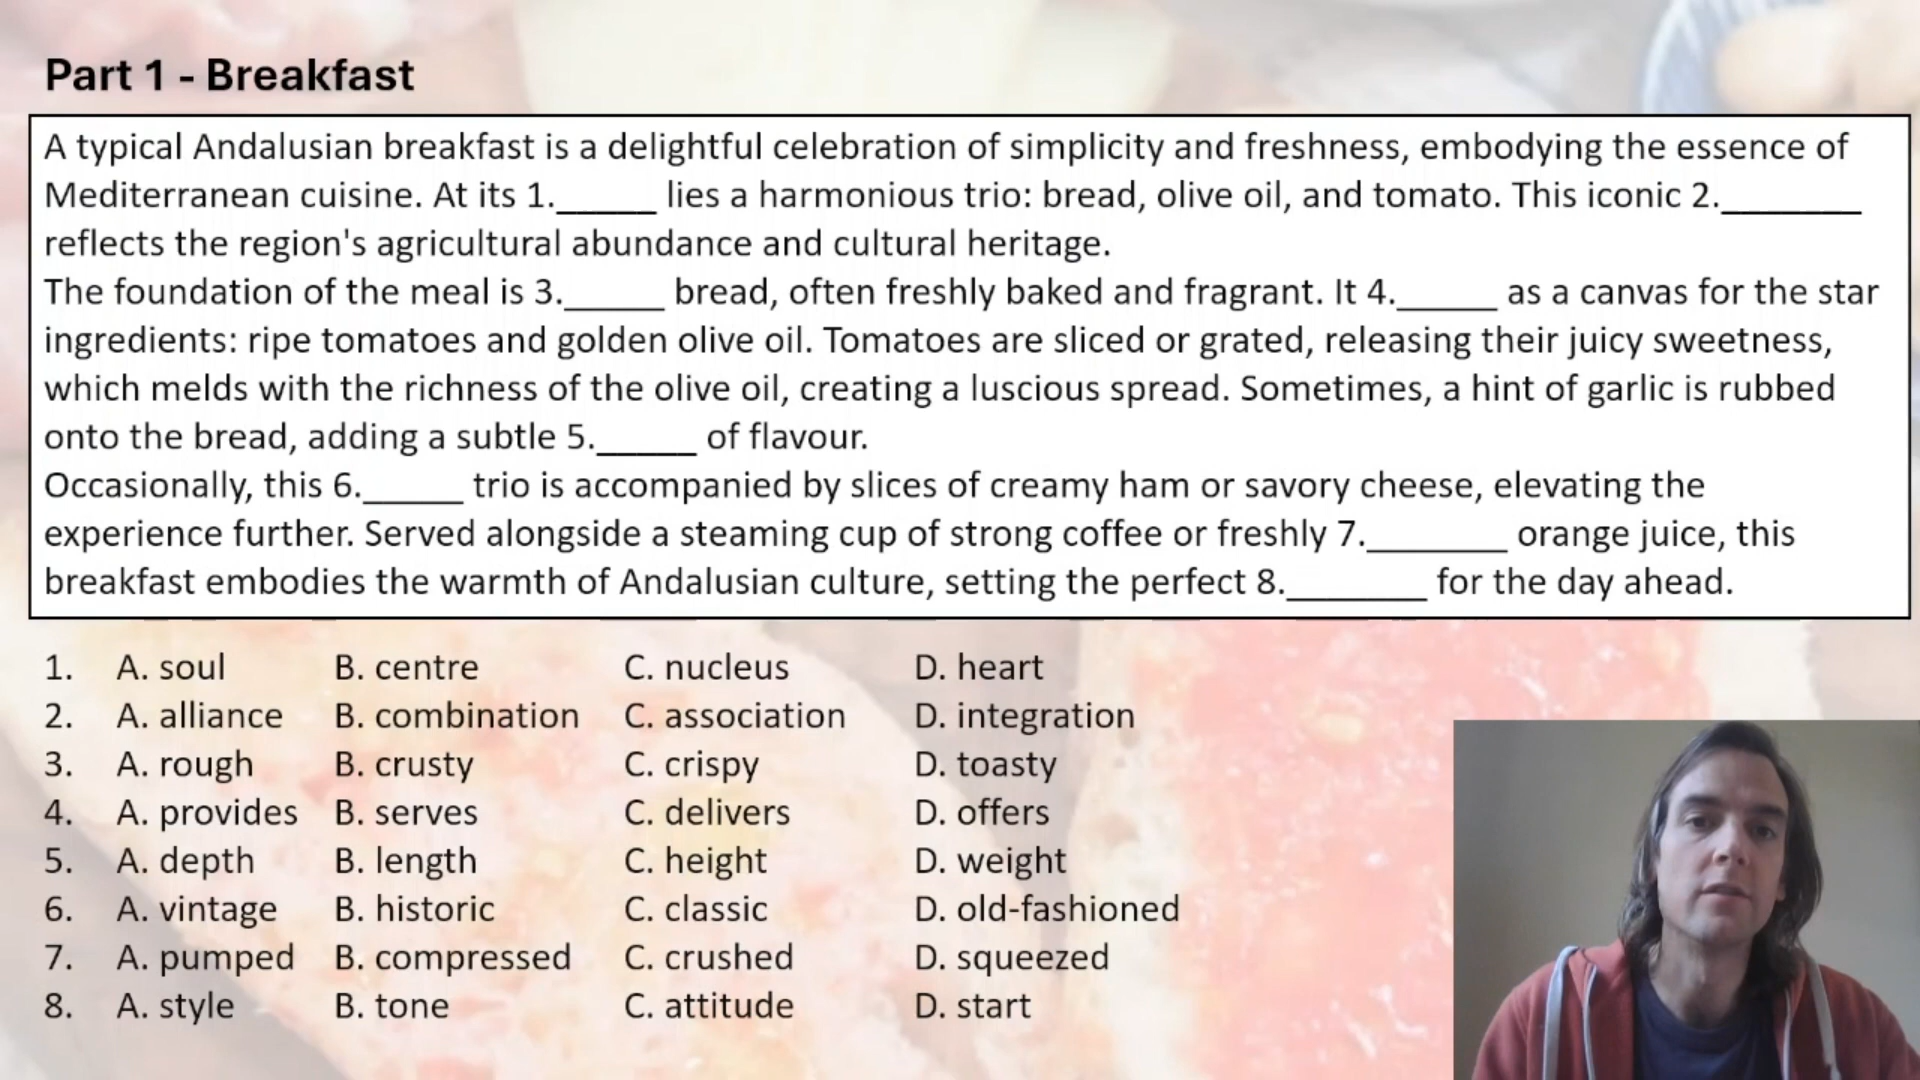 Part 1 - Breakfast
A typical Andalusian breakfast is a delightful celebration of simplicity and freshness, embodying the essence of
Mediterranean cuisine. At its 1._____ lies a harmonious trio: bread, olive oil, and tomato. This iconic 2._______
reflects the region's agricultural abundance and cultural heritage.
The foundation of the meal is 3._____ bread, often freshly baked and fragrant. It 4._____ as a canvas for the star
ingredients: ripe tomatoes and golden olive oil. Tomatoes are sliced or grated, releasing their juicy sweetness,
which melds with the richness of the olive oil, creating a luscious spread. Sometimes, a hint of garlic is rubbed
onto the bread, adding a subtle 5._____ of flavour.
Occasionally, this 6._____ trio is accompanied by slices of creamy ham or savory cheese, elevating the
experience further. Served alongside a steaming cup of strong coffee or freshly 7._______ orange juice, this
breakfast embodies the warmth of Andalusian culture, setting the perfect 8._______ for the day ahead.
1. A. soul B. centre C. nucleus D. heart
2. A. alliance B. combination C. association D. integration
3. A. rough B. crusty C. crispy D. toasty
4. A. provides B. serves C. delivers D. offers
5. A. depth B. length C. height D. weight
6. A. vintage B. historic C. classic D. old-fashioned
7. A. pumped B. compressed C. crushed D. squeezed
8. A. style B. tone C. attitude D. start